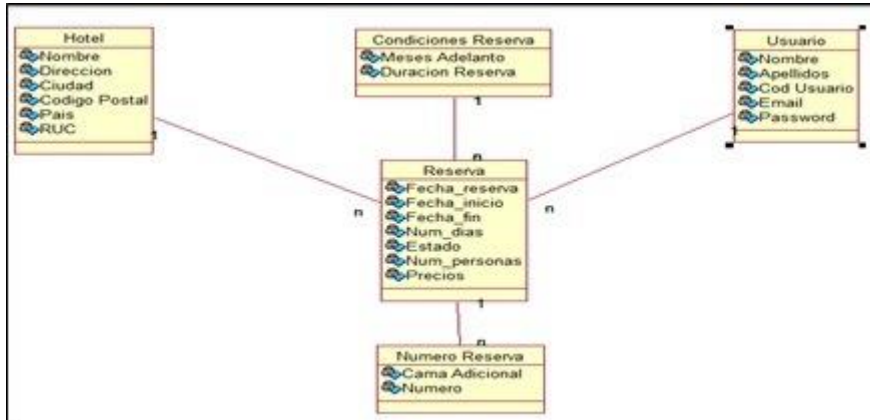 Hotel
Nombre
Direccion
Ciudad
Codigo Postal
Pais
RUC
1
n
Condiciones Reserva
Meses Adelanto
Duracion Reserva
1
n
Usuario
Nombre
Apellidos
Cod Usuario
Email
Password
1
n
Reserva
Fecha_reserva
Fecha_inicio
Fecha_fin
Num_dias
Estado
Num_personas
Precios
1
n
Numero Reserva
Cama Adicional
Numero